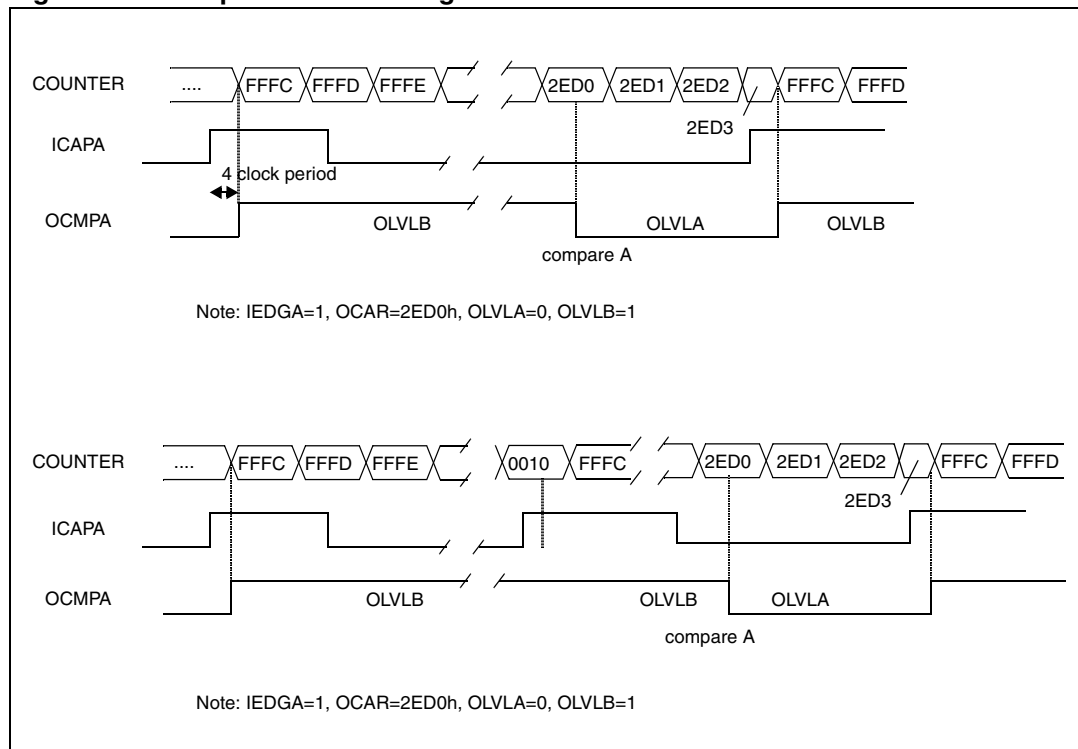 COUNTER .... FFFC FFFD FFFE 2ED0 2ED1 2ED2 FFFC FFFD
2ED3
ICAPA
4 clock period
OCMPA OLVLB OLVLA OLVLB
compare A
Note: IEDGA=1, OCAR=2ED0h, OLVLA=0, OLVLB=1
COUNTER .... FFFC FFFD FFFE 0010 FFFC 2ED0 2ED1 2ED2 FFFC FFFD
2ED3
ICAPA
OCMPA OLVLB OLVLB OLVLA
compare A
Note: IEDGA=1, OCAR=2ED0h, OLVLA=0, OLVLB=1